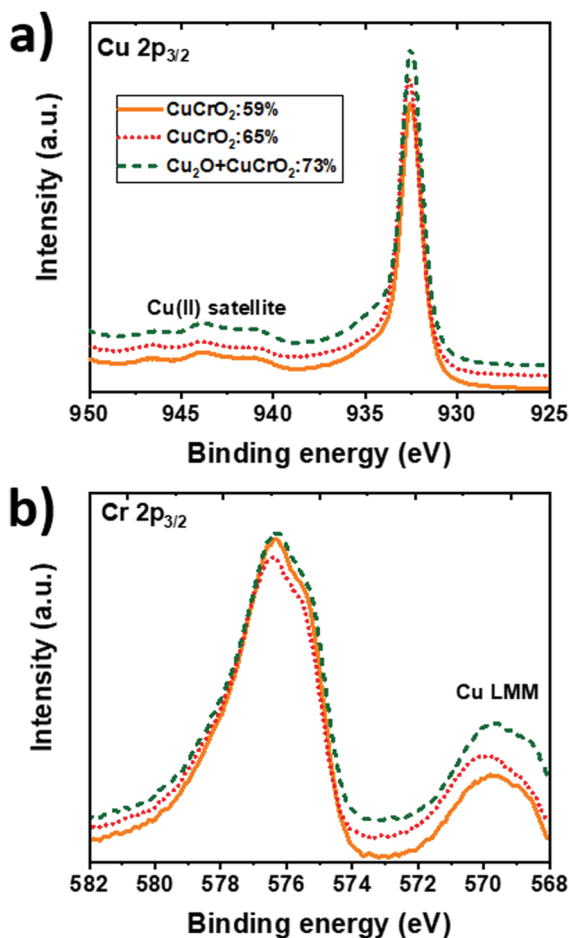 a)
Cu 2p3/2
CuCrO2:59%
CuCrO2:65%
Cu2O+CuCrO2:73%
Cu(II) satellite
Intensity (a.u.)
950 945 940 935 930 925
Binding energy (eV)
b)
Cr 2p3/2
Cu LMM
Intensity (a.u.)
582 580 578 576 574 572 570 568
Binding energy (eV)